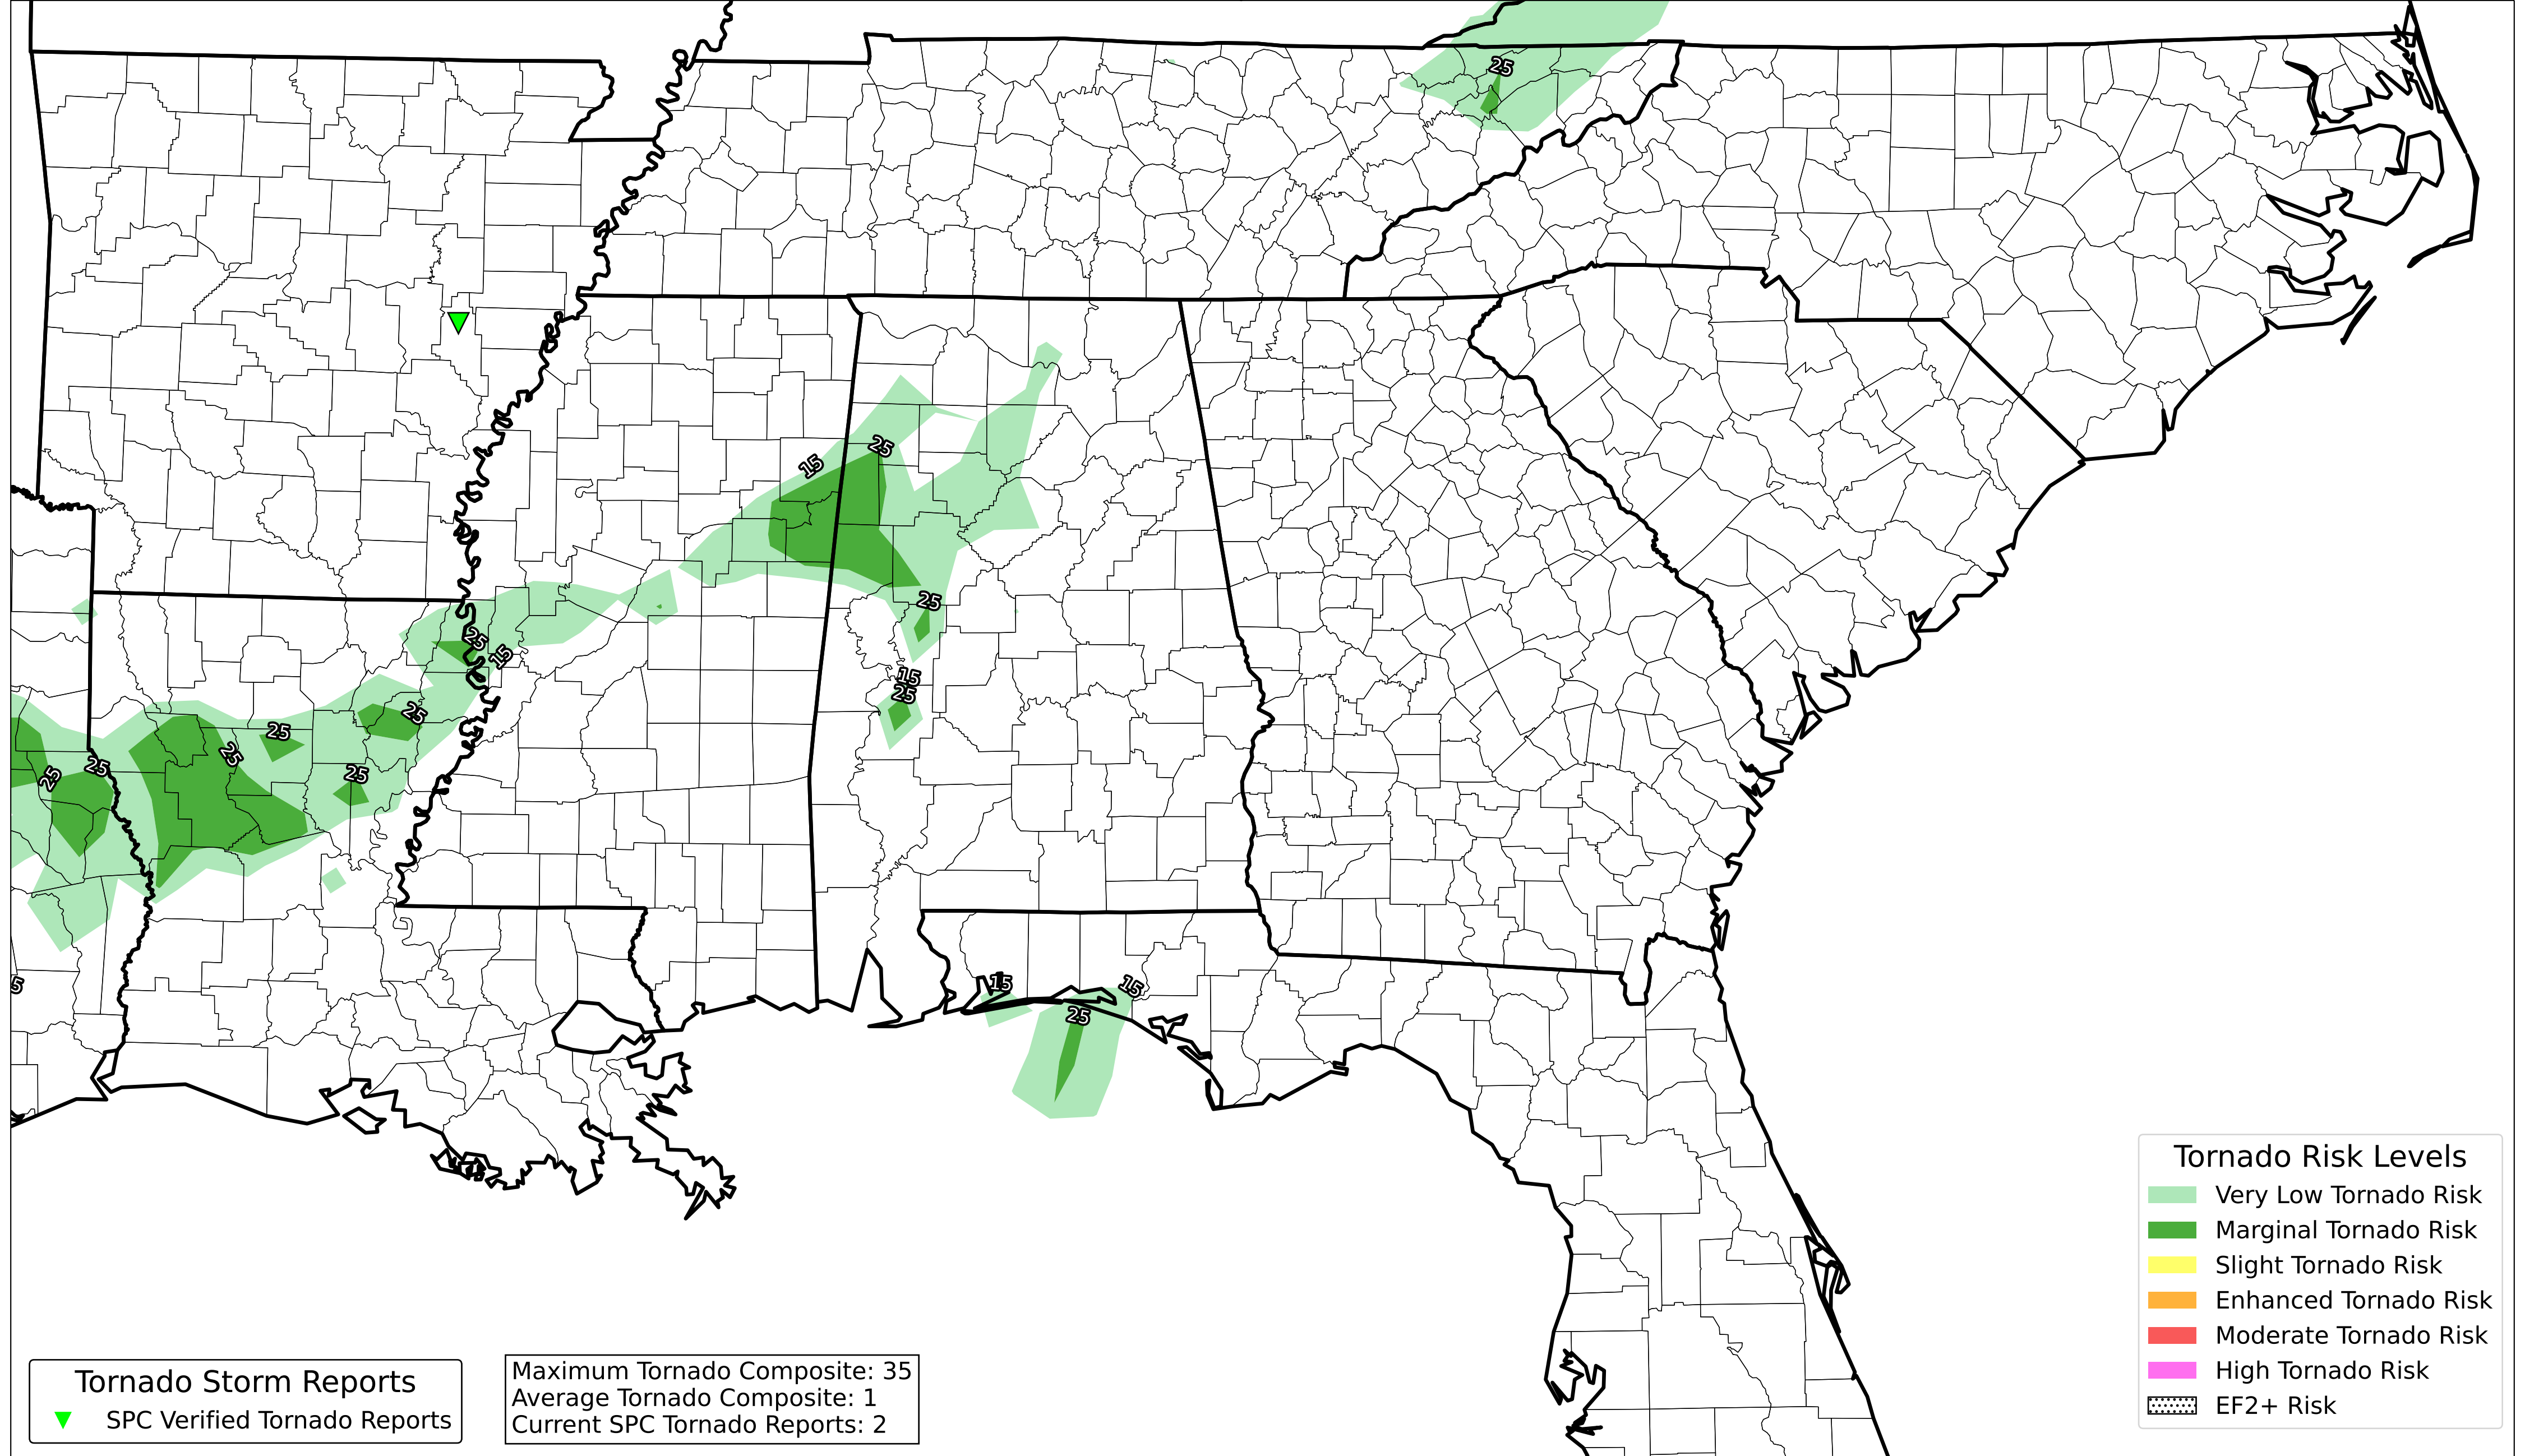 25
25
15
25
25
15
15
25
25
25
25
25
25
25
5
15
15
25
Tornado Risk Levels
Very Low Tornado Risk
Marginal Tornado Risk
Slight Tornado Risk
Enhanced Tornado Risk
Moderate Tornado Risk
High Tornado Risk
EF2+ Risk
Tornado Storm Reports
SPC Verified Tornado Reports
Maximum Tornado Composite: 35
Average Tornado Composite: 1
Current SPC Tornado Reports: 2